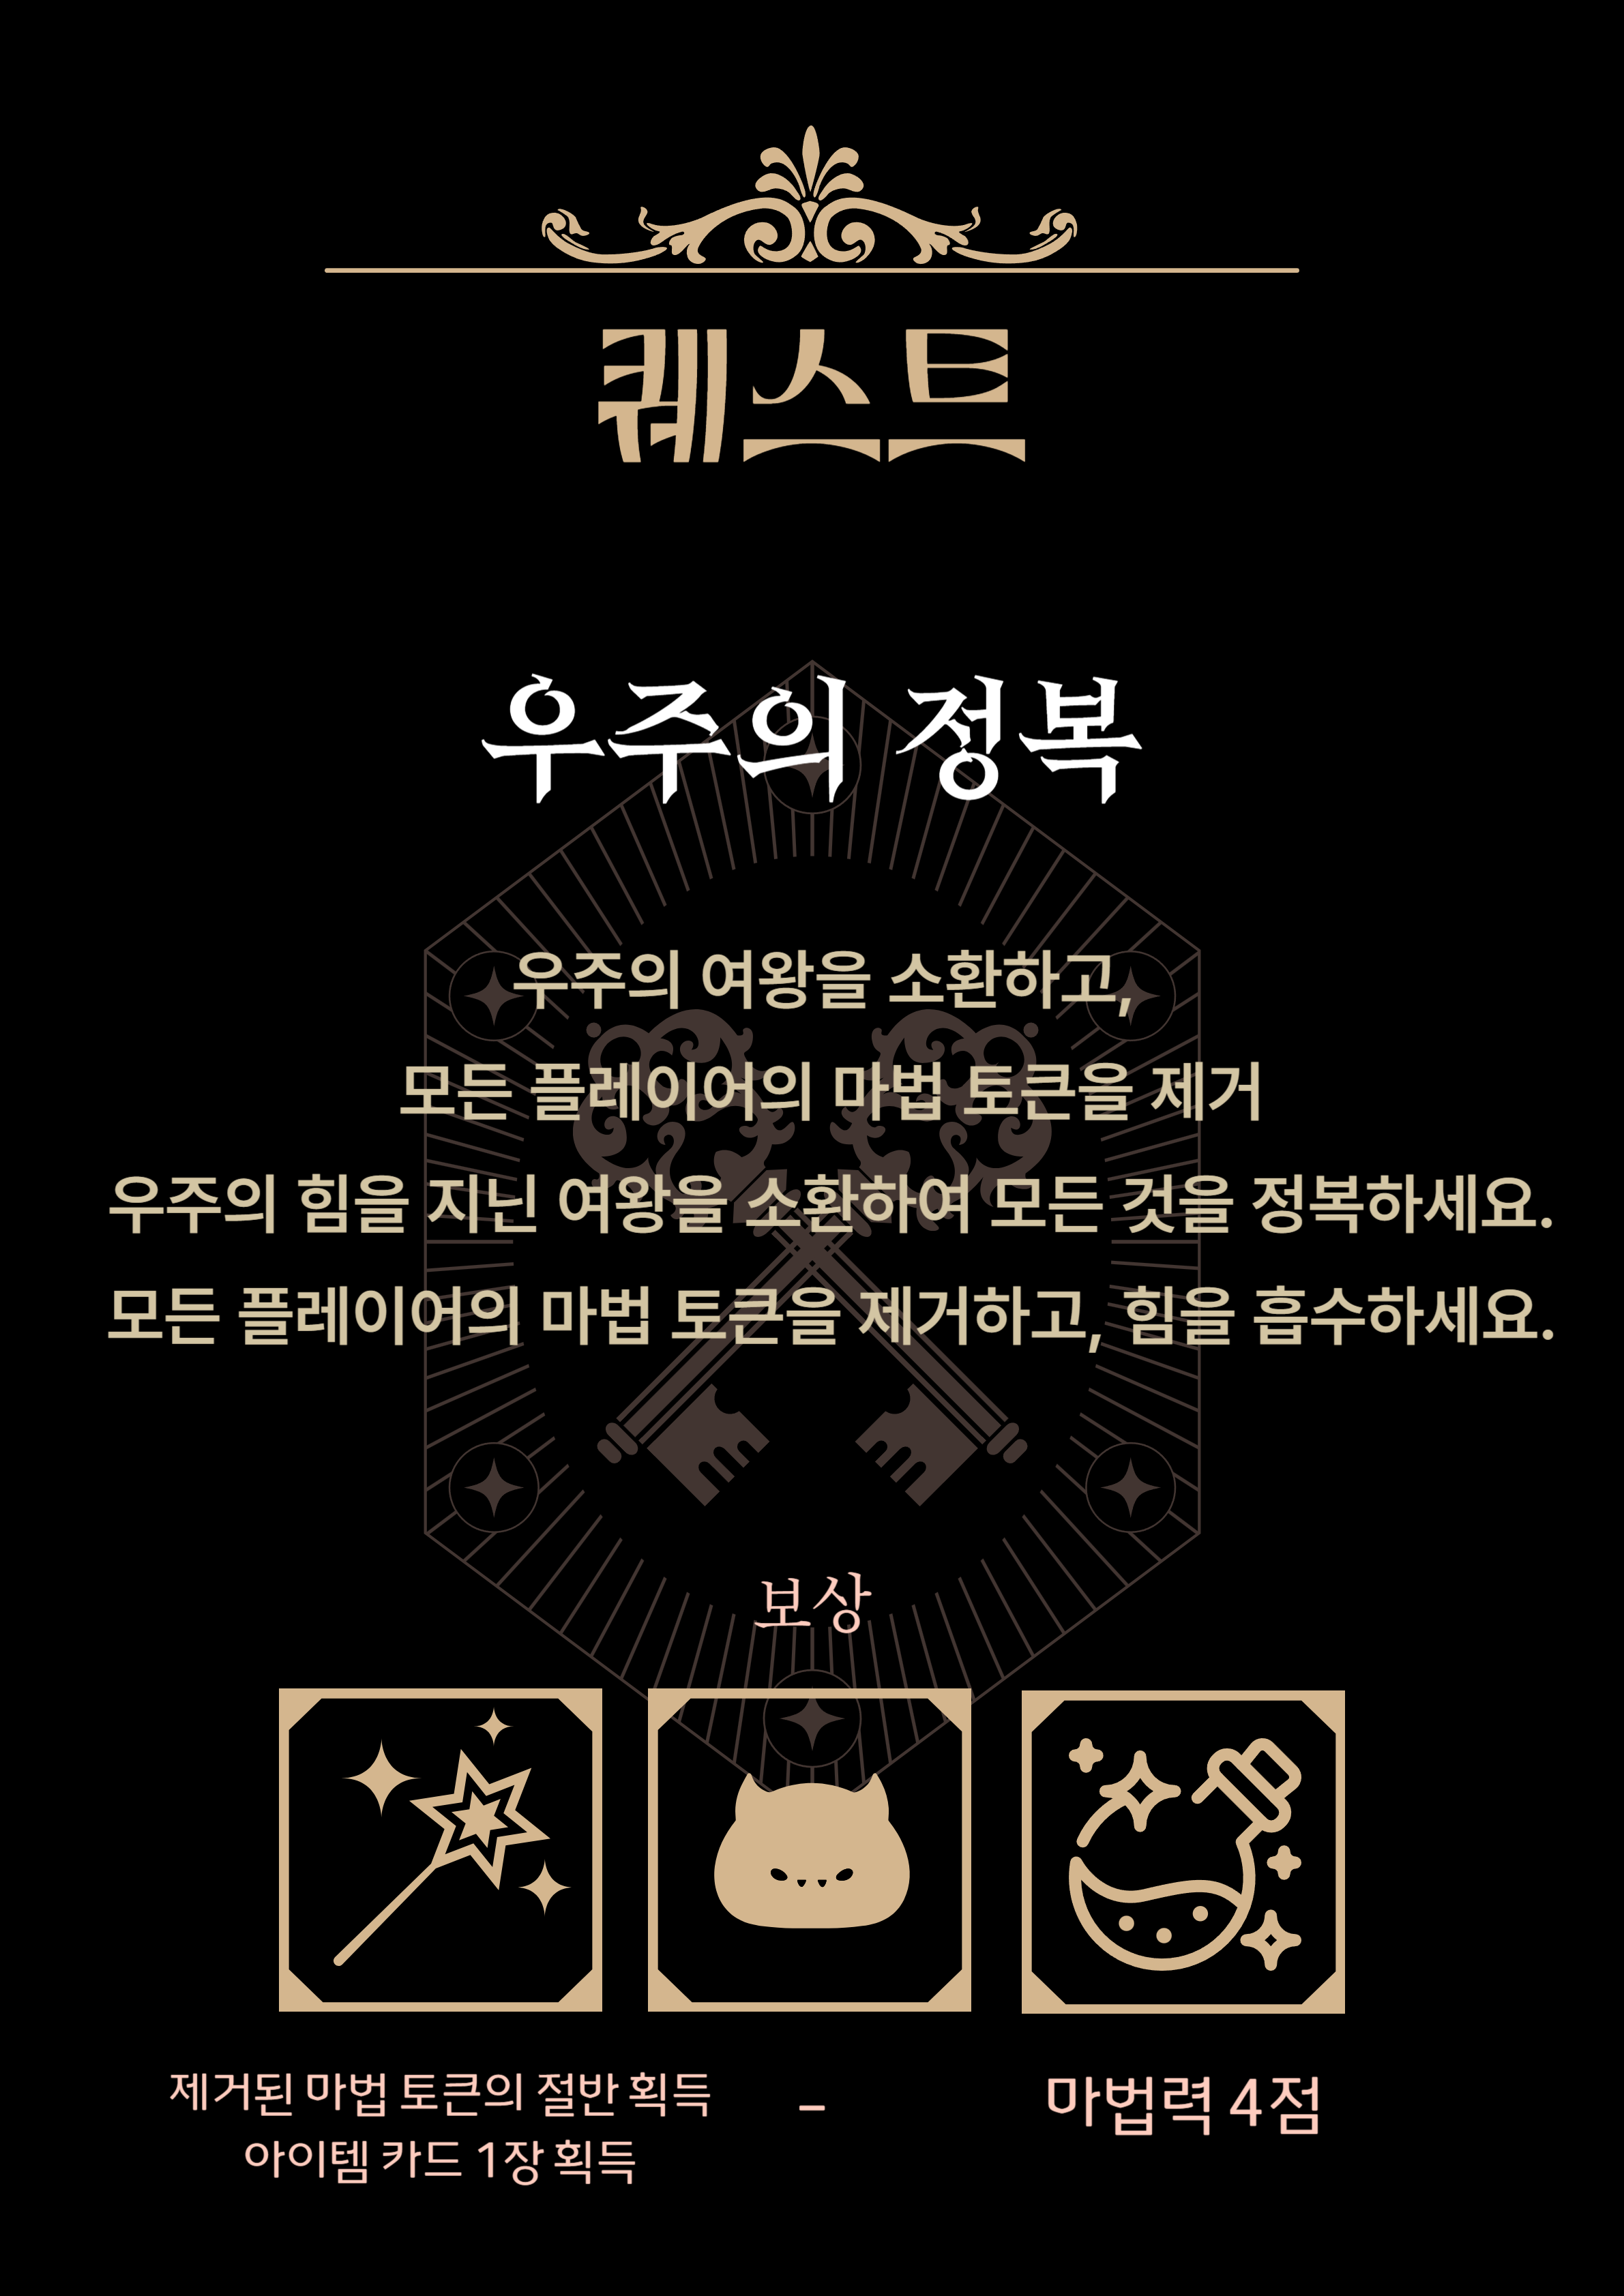 퀘스트
우주의 정복
우주의 여왕을 소환하고,
모든 플레이어의 마법 토큰을 제거
우주의 힘을 지닌 여왕을 소환하여 모든 것을 정복하세요.
모든 플레이어의 마법 토큰을 제거하고, 힘을 흡수하세요.
보상
제거된 마법 토큰의 절반 획득
아이템 카드 1장 획득
-
마법력 4점